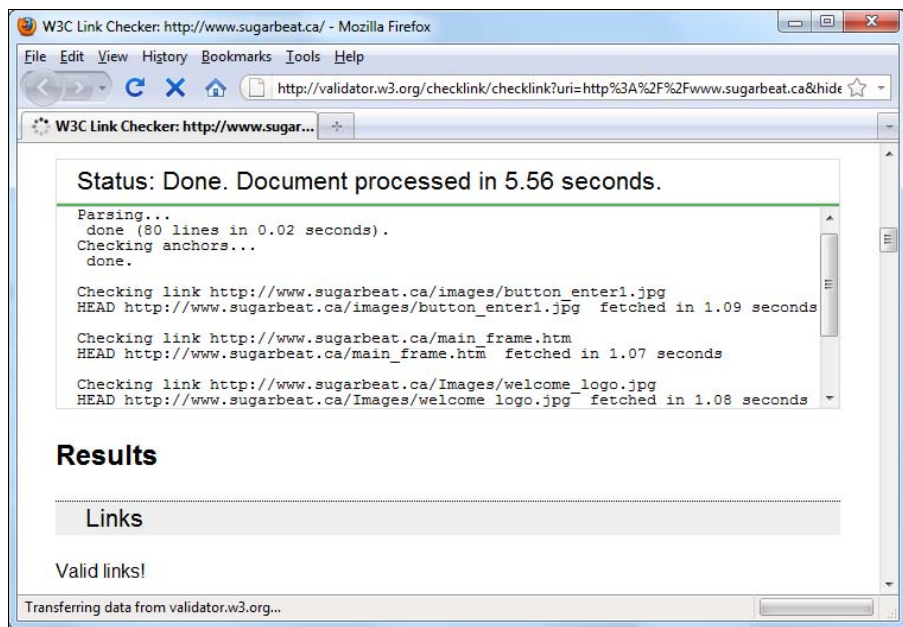 W3C Link Checker: http://www.sugarbeat.ca/ - Mozilla Firefox
File Edit View History Bookmarks Tools Help
http://validator.w3.org/checklink/checklink?uri=http%3A%2F%2Fwww.sugarbeat.ca&hide
W3C Link Checker: http://www.sugar...
Status: Done. Document processed in 5.56 seconds.
Parsing...
done (80 lines in 0.02 seconds).
Checking anchors...
done.
Checking link http://www.sugarbeat.ca/images/button_enter1.jpg
HEAD http://www.sugarbeat.ca/images/button_enter1.jpg fetched in 1.09 seconds
Checking link http://www.sugarbeat.ca/main_frame.htm
HEAD http://www.sugarbeat.ca/main_frame.htm fetched in 1.07 seconds
Checking link http://www.sugarbeat.ca/Images/welcome_logo.jpg
HEAD http://www.sugarbeat.ca/Images/welcome_logo.jpg fetched in 1.08 seconds
Results
Links
Valid links!
Transferring data from validator.w3.org...